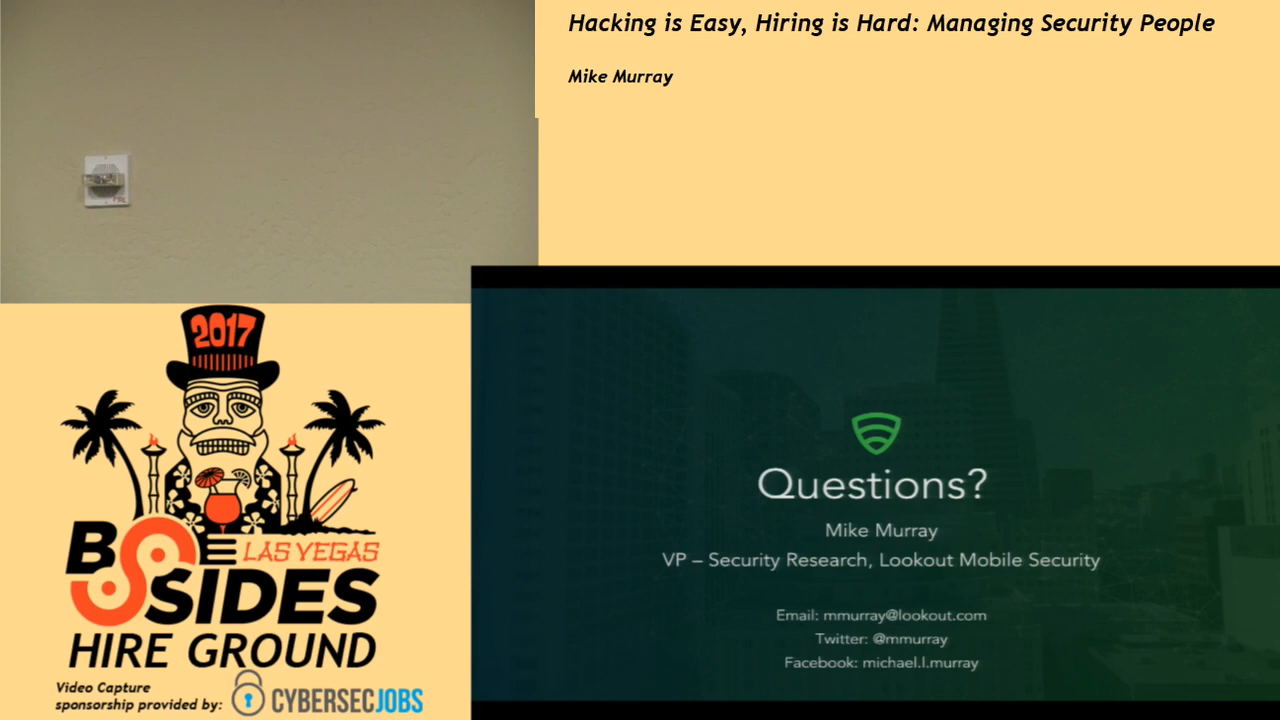 Hacking is Easy, Hiring is Hard: Managing Security People
Mike Murray
2017
BSIDES
LAS VEGAS
HIRE GROUND
Video Capture
sponsorship provided by:
CYBERSECJOBS
Questions?
Mike Murray
VP – Security Research, Lookout Mobile Security
Email: mmurray@lookout.com
Twitter: @mmurray
Facebook: michael.l.murray